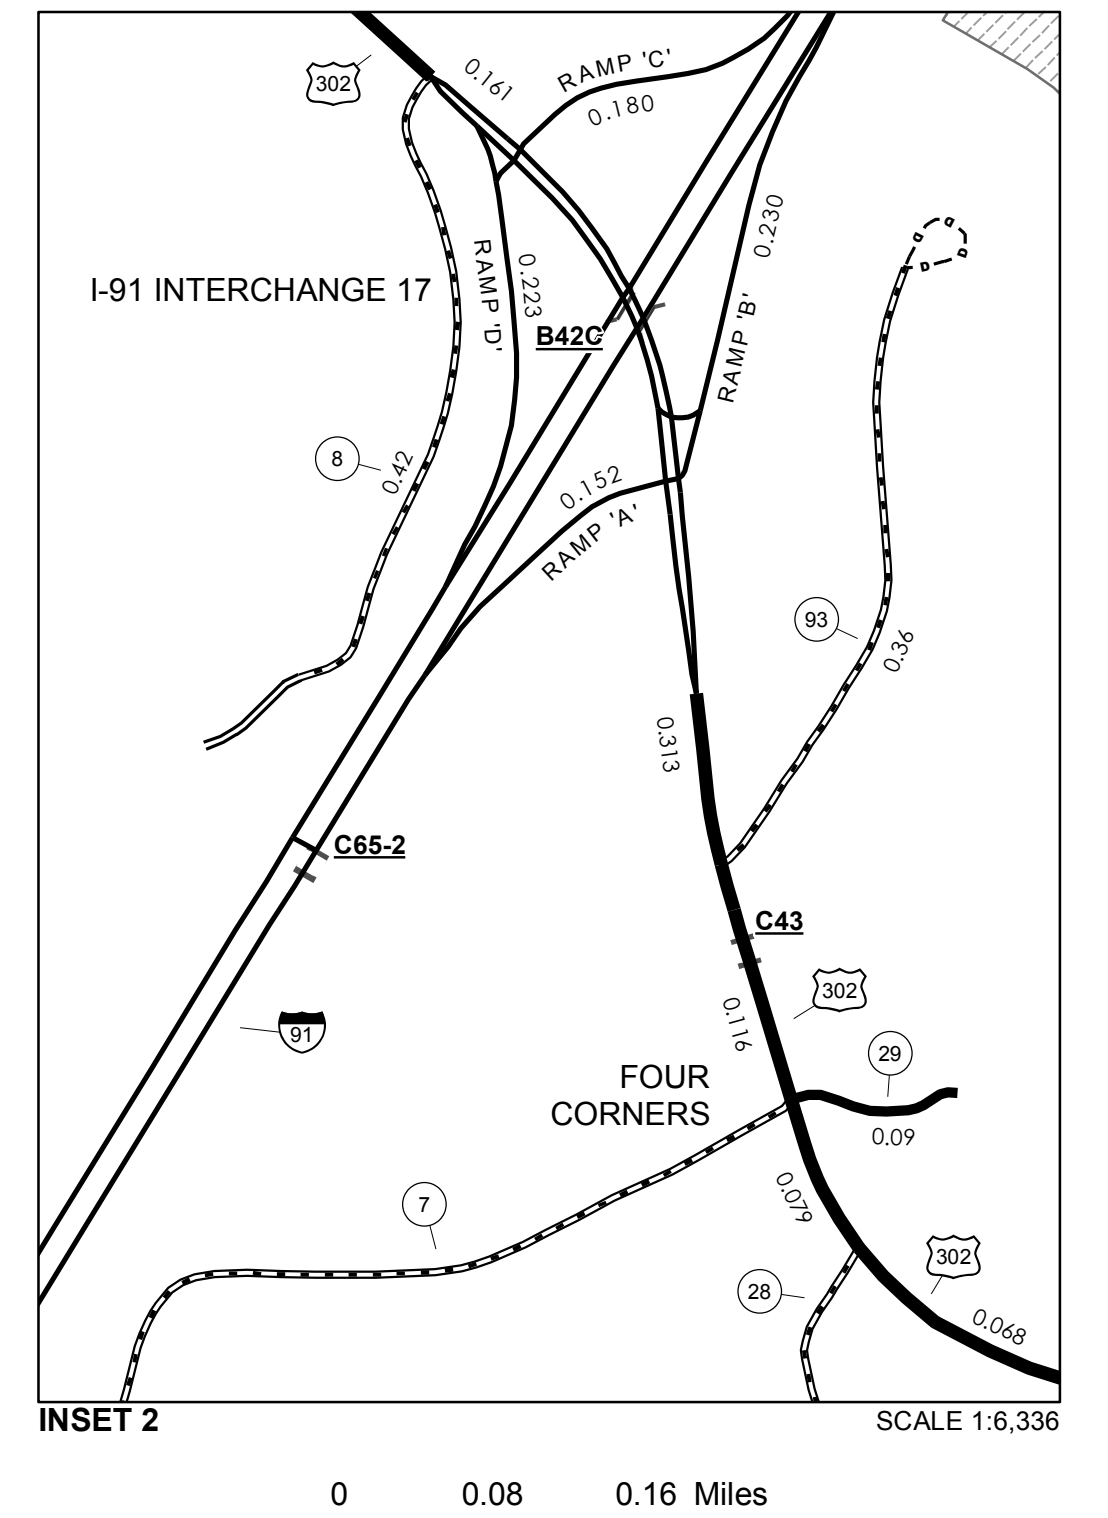 302
0.161
RAMP 'C'
0.180
0.230
RAMP 'B'
I-91 INTERCHANGE 17
RAMP 'D'
0.223
B42C
D
D
D
D
8
0.42
0.152
RAMP 'A'
93
0.36
0.313
C65-2
C43
302
0.116
91
29
FOUR
CORNERS
0.09
7
0.079
302
28
0.068
INSET 2
SCALE 1:6,336
0 0.08 0.16 Miles